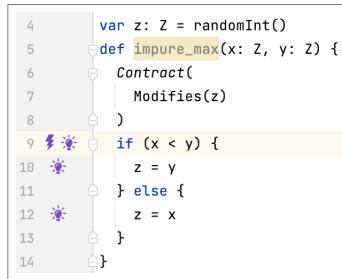 4 var z: Z = randomInt()
5 def impure_max(x: Z, y: Z) {
6 Contract(
7 Modifies(z)
8 )
9 if (x < y) {
10 z = y
11 } else {
12 z = x
13 }
14 }